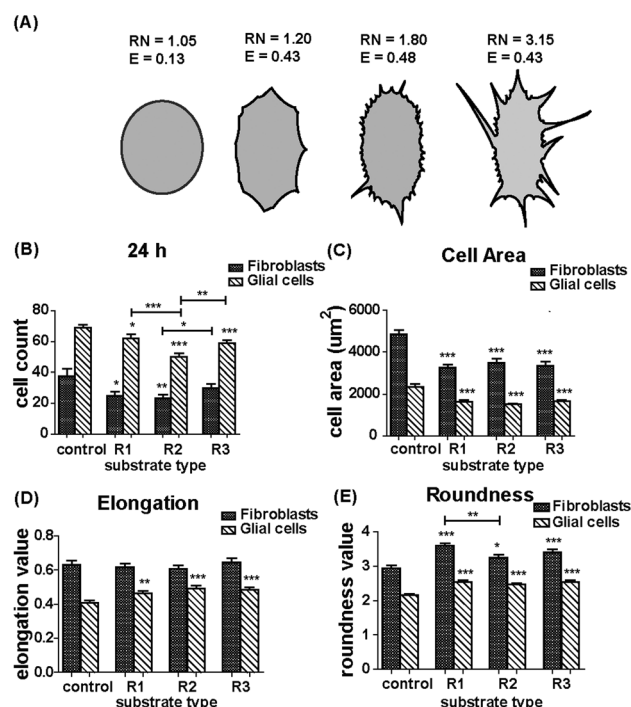 (A)
RN = 1.05
E = 0.13
RN = 1.20
E = 0.43
RN = 1.80
E = 0.48
RN = 3.15
E = 0.43
(B)
24 h
Fibroblasts
Glial cells
cell count
80
60
40
20
0
***
**
*
*
*
**
***
***
control R1 R2 R3
substrate type
(C)
Cell Area
Fibroblasts
Glial cells
cell area (um²)
6000
4000
2000
0
*** *** ***
*** *** ***
control R1 R2 R3
substrate type
(D)
Elongation
Fibroblasts
Glial cells
elongation value
0.8
0.6
0.4
0.2
0.0
** *** ***
control R1 R2 R3
substrate type
(E)
Roundness
Fibroblasts
Glial cells
roundness value
4
3
2
1
0
**
*** * ***
*** *** ***
control R1 R2 R3
substrate type